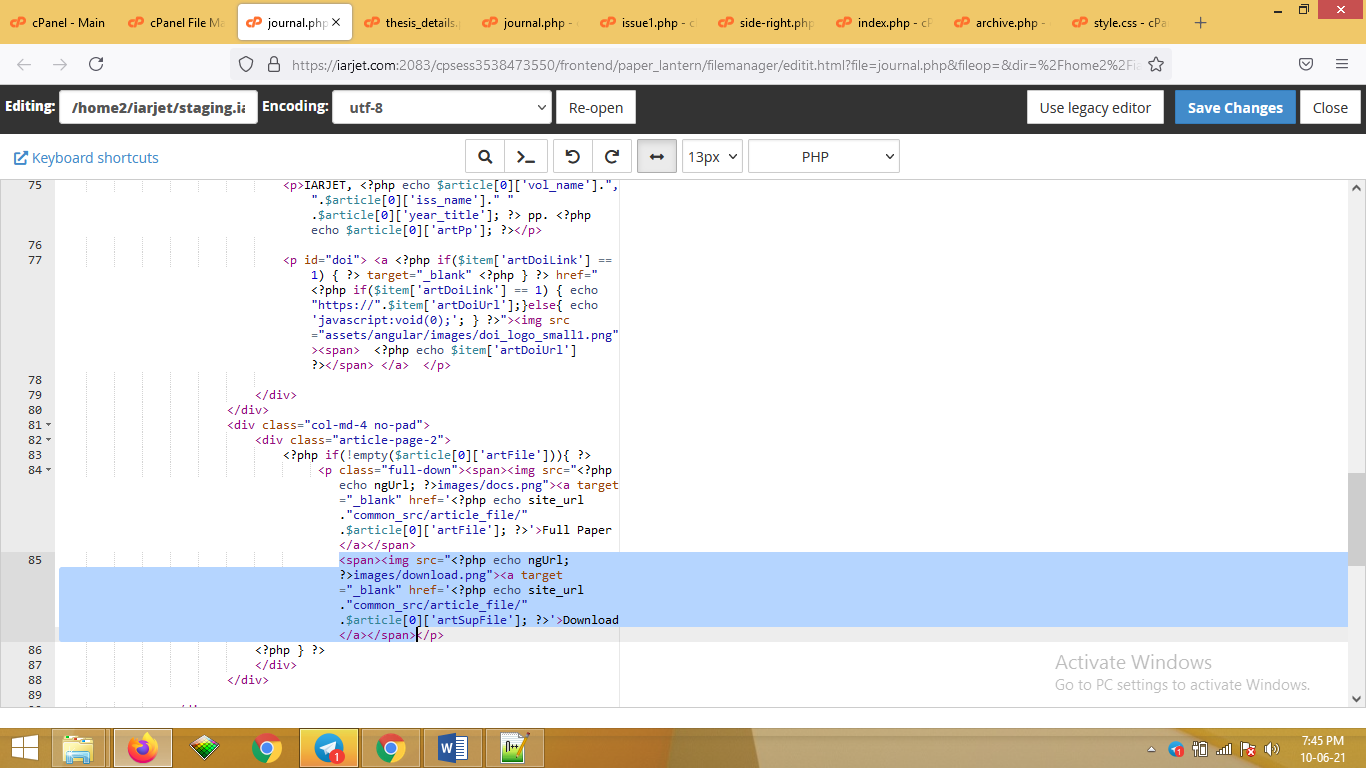 cPanel - Main
cPanel File Ma
journal.php
thesis_details.
journal.php - c
issue1.php - c
side-right.php
index.php - cP
archive.php -
style.css - cPa
https://iarjet.com:2083/cpsess3538473550/frontend/paper_lantern/filemanager/editit.html?file=journal.php&fileop=&dir=%2Fhome2%2Fia
Editing: /home2/iarjet/staging.ia Encoding: utf-8 Re-open Use legacy editor Save Changes Close
Keyboard shortcuts 13px PHP
75 <p>IARJET, <?php echo $article[0]['vol_name'].",
".$article[0]['iss_name']." "
.$article[0]['year_title']; ?> pp. <?php
echo $article[0]['artPp']; ?></p>
76
77 <p id="doi"> <a <?php if($item['artDoiLink'] ==
1) { ?> target="_blank" <?php } ?> href="
<?php if($item['artDoiLink'] == 1) { echo
"https://".$item['artDoiUrl'];}else{ echo
'javascript:void(0);'; } ?>"><img src
="assets/angular/images/doi_logo_small1.png"
><span>  <?php echo $item['artDoiUrl']
?></span> </a>  </p>
78
79 </div>
80 </div>
81 <div class="col-md-4 no-pad">
82 <div class="article-page-2">
83 <?php if(!empty($article[0]['artFile'])){ ?>
84 <p class="full-down"><span><img src="<?php
echo ngUrl; ?>images/docs.png"><a target
="_blank" href='<?php echo site_url
."common_src/article_file/"
.$article[0]['artFile']; ?>'>Full Paper
</a></span>
85 <span><img src="<?php echo ngUrl;
?>images/download.png"><a target
="_blank" href='<?php echo site_url
."common_src/article_file/"
.$article[0]['artSupFile']; ?>'>Download
</a></span></p>
86 <?php } ?>
87 </div>
88 </div>
89
Activate Windows
Go to PC settings to activate Windows.
7:45 PM
10-06-21